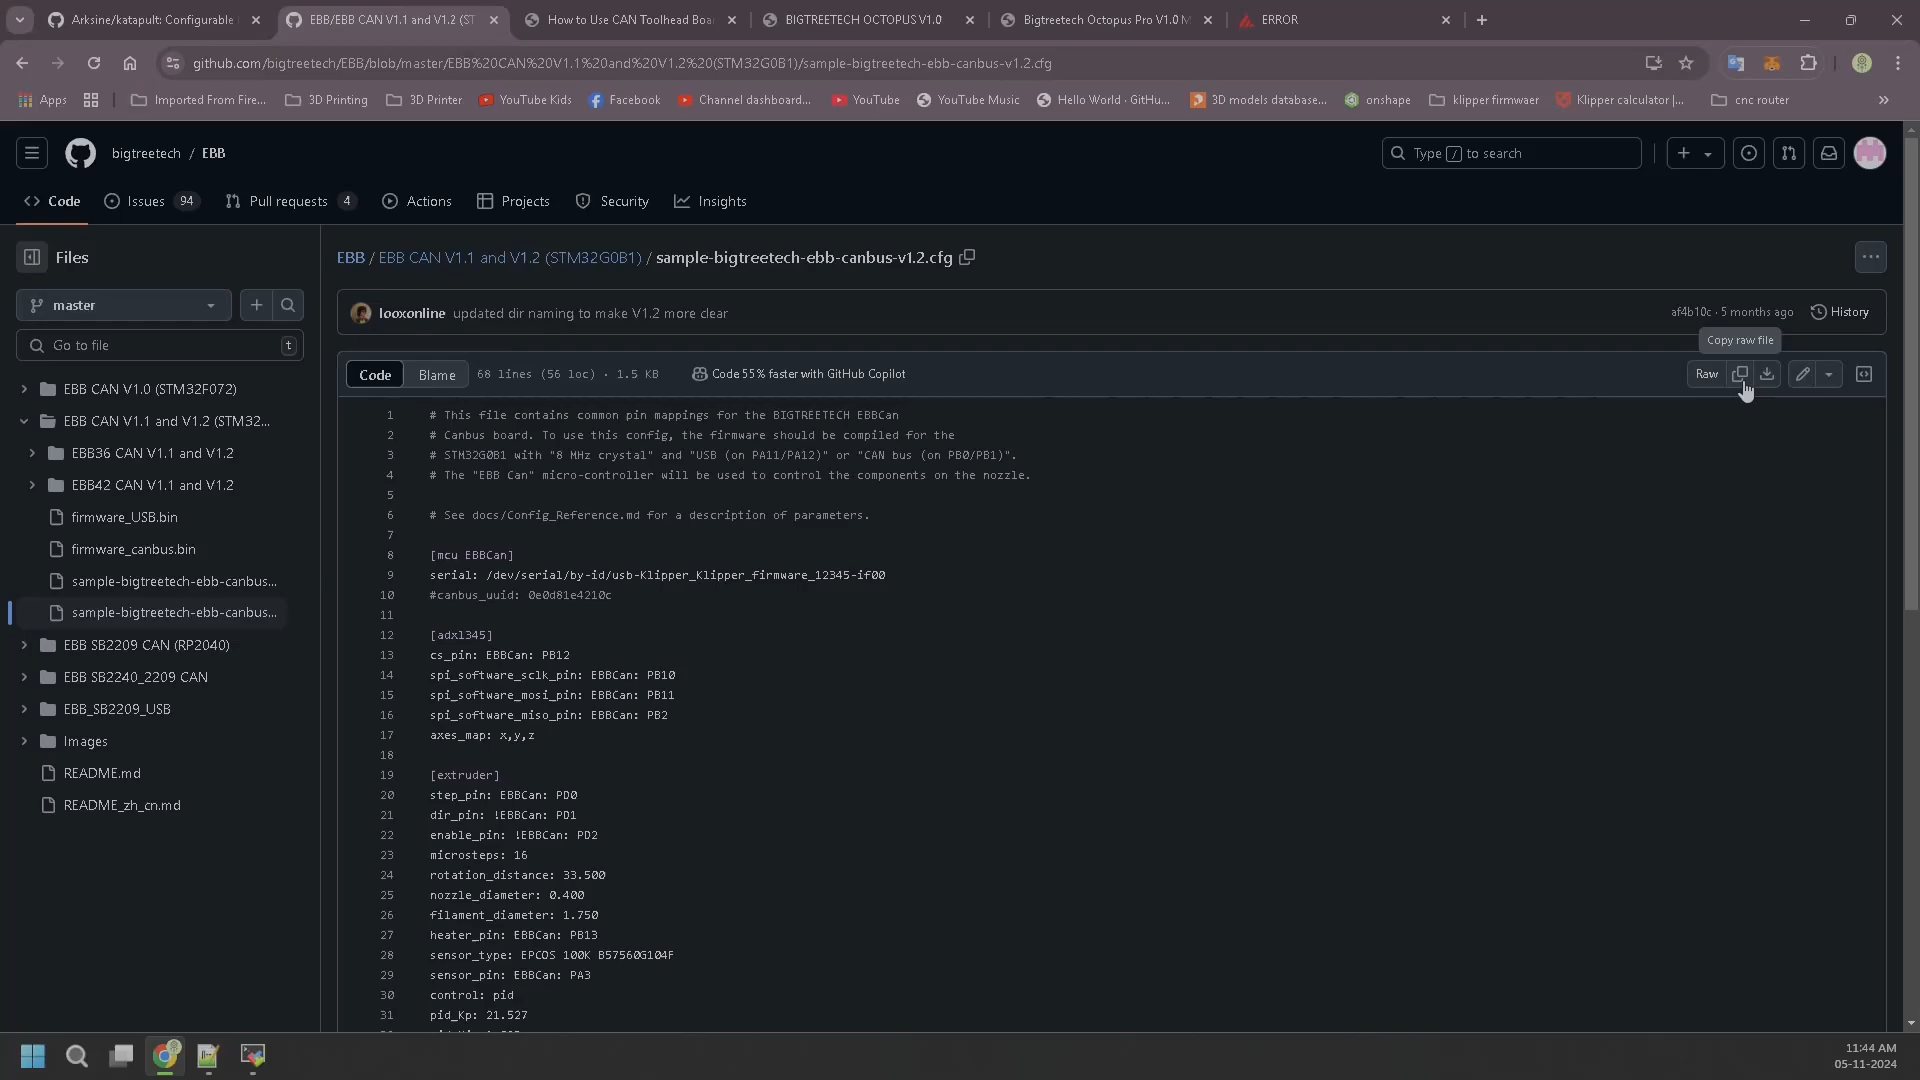 Arksine/katapult: Configurable
EBB/EBB CAN V1.1 and V1.2 (ST
How to Use CAN Toolhead Boa
BIGTREETECH OCTOPUS V1.0
Bigtreetech Octopus Pro V1.0 M
ERROR
github.com/bigtreetech/EBB/blob/master/EBB%20CAN%20V1.1%20and%20V1.2%20(STM32G0B1)/sample-bigtreetech-ebb-canbus-v1.2.cfg
Apps
Imported From Fire...
3D Printing
3D Printer
YouTube Kids
Facebook
Channel dashboard...
YouTube
YouTube Music
Hello World · GitHu...
3D models database...
onshape
klipper firmwaer
Klipper calculator |...
cnc router
bigtreetech / EBB
Type / to search
Code
Issues 94
Pull requests 4
Actions
Projects
Security
Insights
Files
master
Go to file
t
EBB CAN V1.0 (STM32F072)
EBB CAN V1.1 and V1.2 (STM32...
EBB36 CAN V1.1 and V1.2
EBB42 CAN V1.1 and V1.2
firmware_USB.bin
firmware_canbus.bin
sample-bigtreetech-ebb-canbus...
sample-bigtreetech-ebb-canbus...
EBB SB2209 CAN (RP2040)
EBB SB2240_2209 CAN
EBB_SB2209_USB
Images
README.md
README_zh_cn.md
EBB / EBB CAN V1.1 and V1.2 (STM32G0B1) / sample-bigtreetech-ebb-canbus-v1.2.cfg
looxonline updated dir naming to make V1.2 more clear
af4b10c · 5 months ago
History
Copy raw file
Code
Blame
68 lines (56 loc) · 1.5 KB
Code 55% faster with GitHub Copilot
Raw
1 # This file contains common pin mappings for the BIGTREETECH EBBCan
2 # Canbus board. To use this config, the firmware should be compiled for the
3 # STM32G0B1 with "8 MHz crystal" and "USB (on PA11/PA12)" or "CAN bus (on PB0/PB1)".
4 # The "EBB Can" micro-controller will be used to control the components on the nozzle.
5
6 # See docs/Config_Reference.md for a description of parameters.
7
8 [mcu EBBCan]
9 serial: /dev/serial/by-id/usb-Klipper_Klipper_firmware_12345-if00
10 #canbus_uuid: 0e0d81e4210c
11
12 [adxl345]
13 cs_pin: EBBCan: PB12
14 spi_software_sclk_pin: EBBCan: PB10
15 spi_software_mosi_pin: EBBCan: PB11
16 spi_software_miso_pin: EBBCan: PB2
17 axes_map: x,y,z
18
19 [extruder]
20 step_pin: EBBCan: PD0
21 dir_pin: !EBBCan: PD1
22 enable_pin: !EBBCan: PD2
23 microsteps: 16
24 rotation_distance: 33.500
25 nozzle_diameter: 0.400
26 filament_diameter: 1.750
27 heater_pin: EBBCan: PB13
28 sensor_type: EPCOS 100K B57560G104F
29 sensor_pin: EBBCan: PA3
30 control: pid
31 pid_Kp: 21.527
11:44 AM
05-11-2024